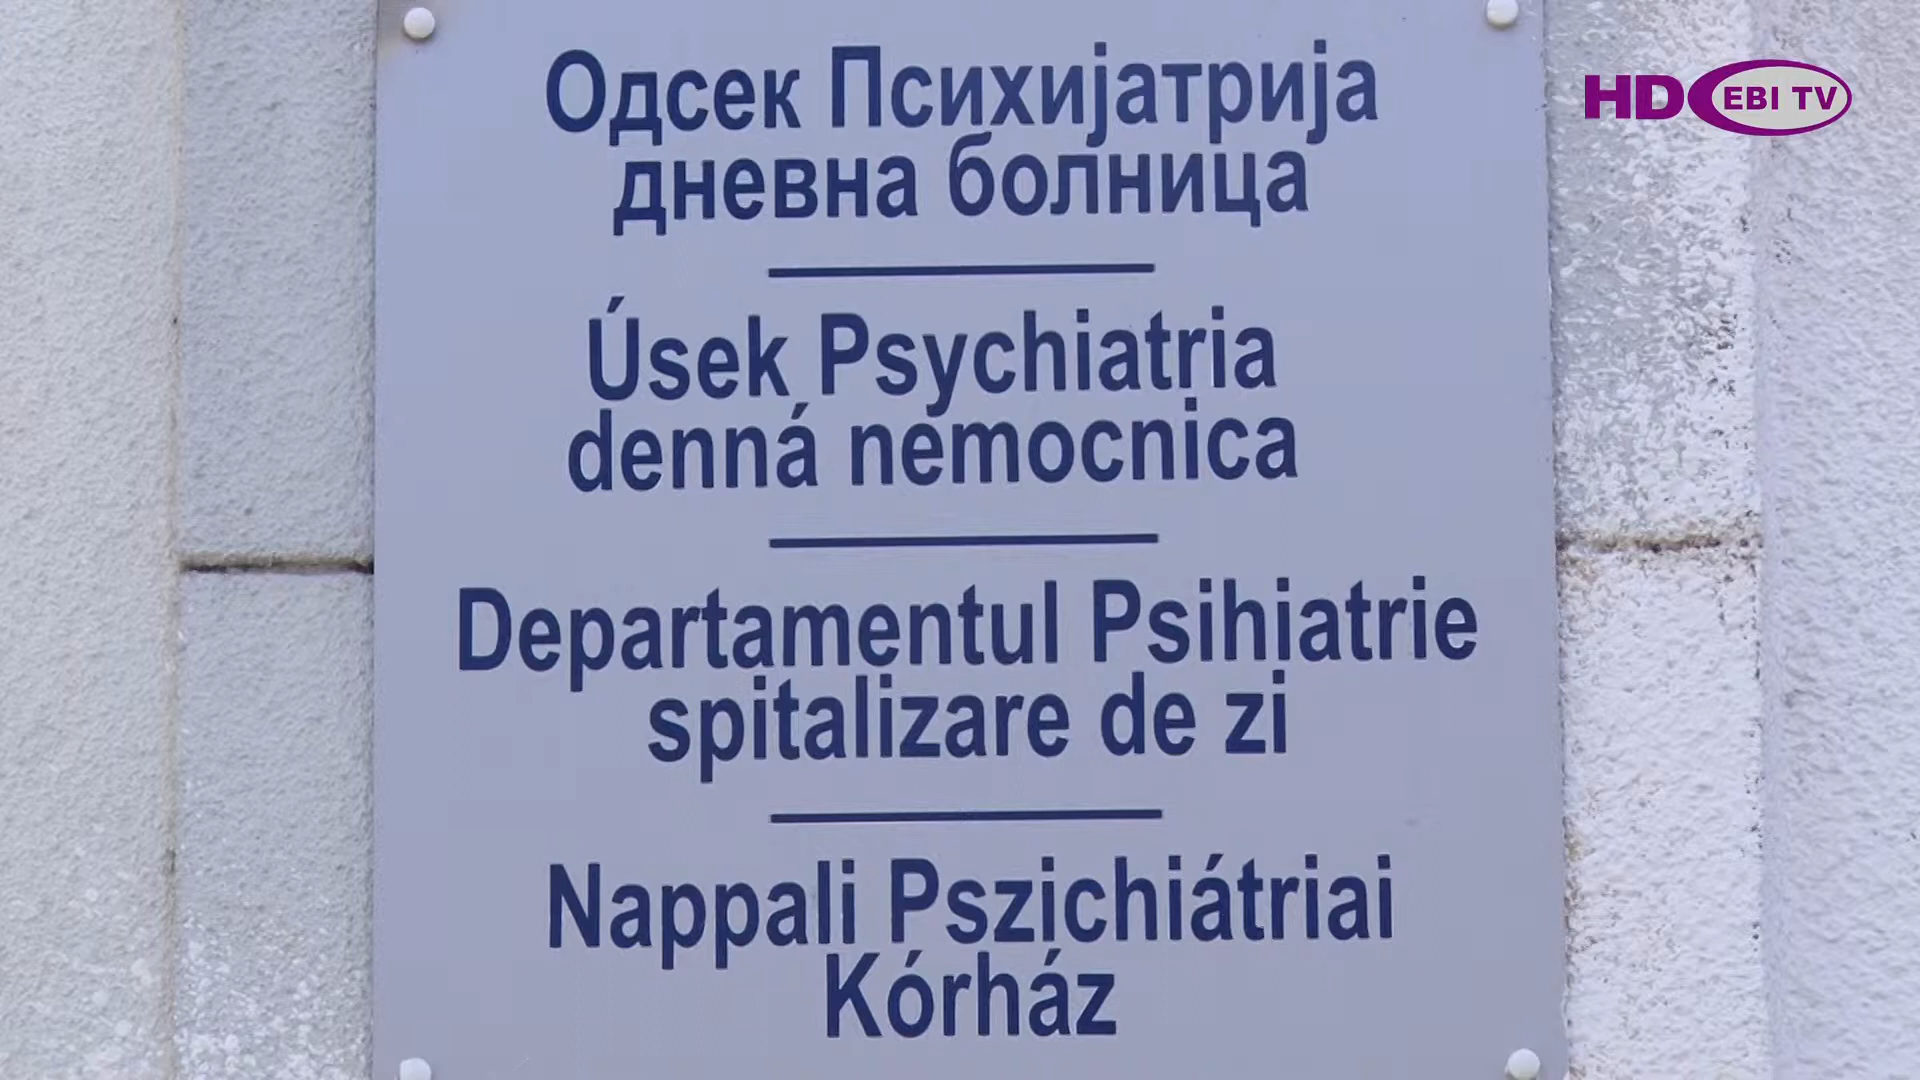 Одсек Психијатрија
дневна болница
Úsek Psychiatria
denná nemocnica
Departamentul Psihiatrie
spitalizare de zi
Nappali Pszichiátriai
Kórház
HD EBI TV